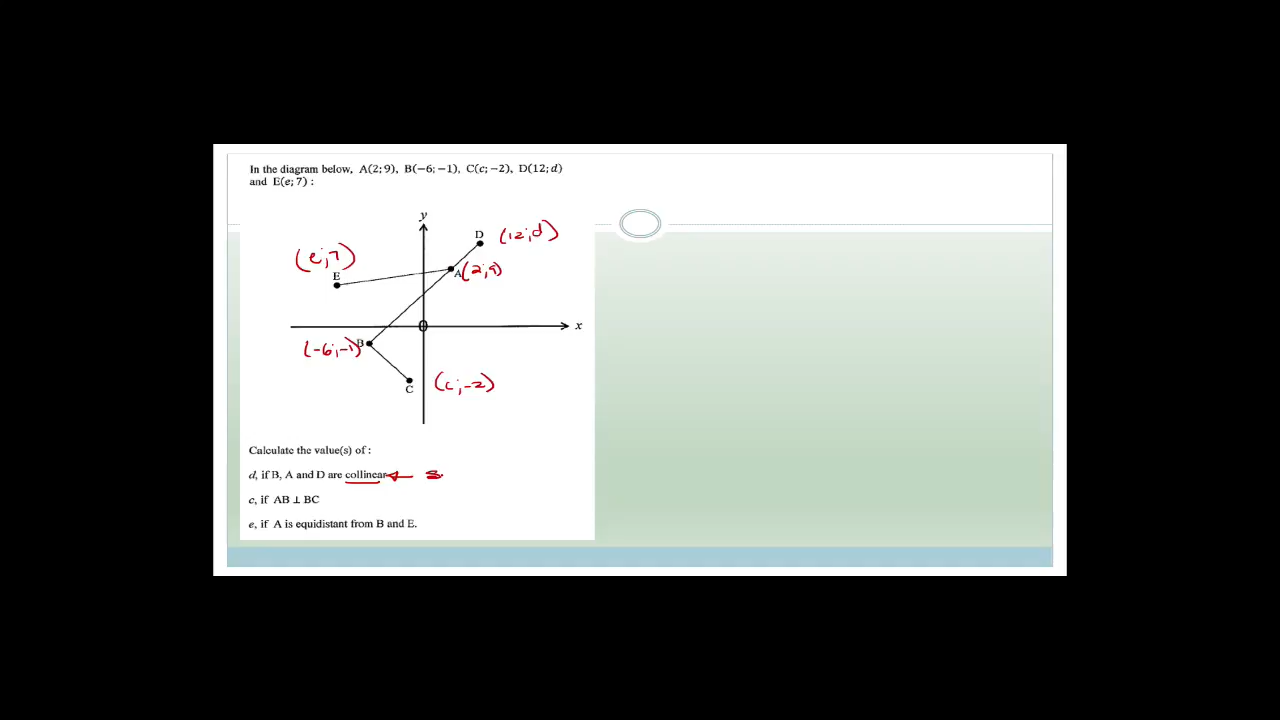 In the diagram below, A(2; 9), B(−6; −1), C(c; −2), D(12; d)
and E(e; 7) :
y
D (12; d)
(e; 7)
E
A (2; 9)
0
x
(-6; -1) B
C (c; -2)
Calculate the value(s) of :
d, if B, A and D are collinear ← s
c, if AB ⊥ BC
e, if A is equidistant from B and E.